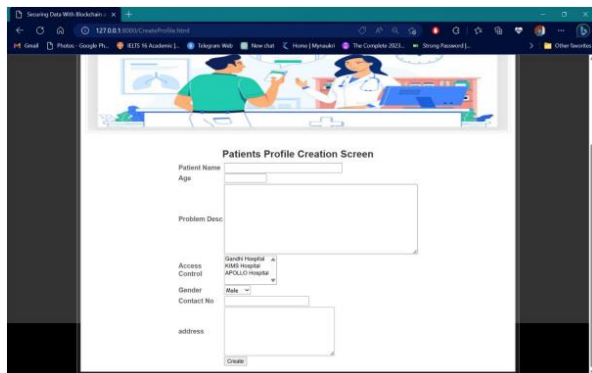 Securing Data With Blockchain a
127.0.0.1:8000/CreateProfile.html
Gmail Photos - Google Ph... IELTS 16 Academic |... Telegram Web New chat Home | Mynaukri The Complete 2023... Strong Password |... Other favorites
Patients Profile Creation Screen
Patient Name
Age
Problem Desc
Gandhi Hospital
KIMS Hospital
APOLLO Hospital
Access
Control
Gender Male
Contact No
address
Create